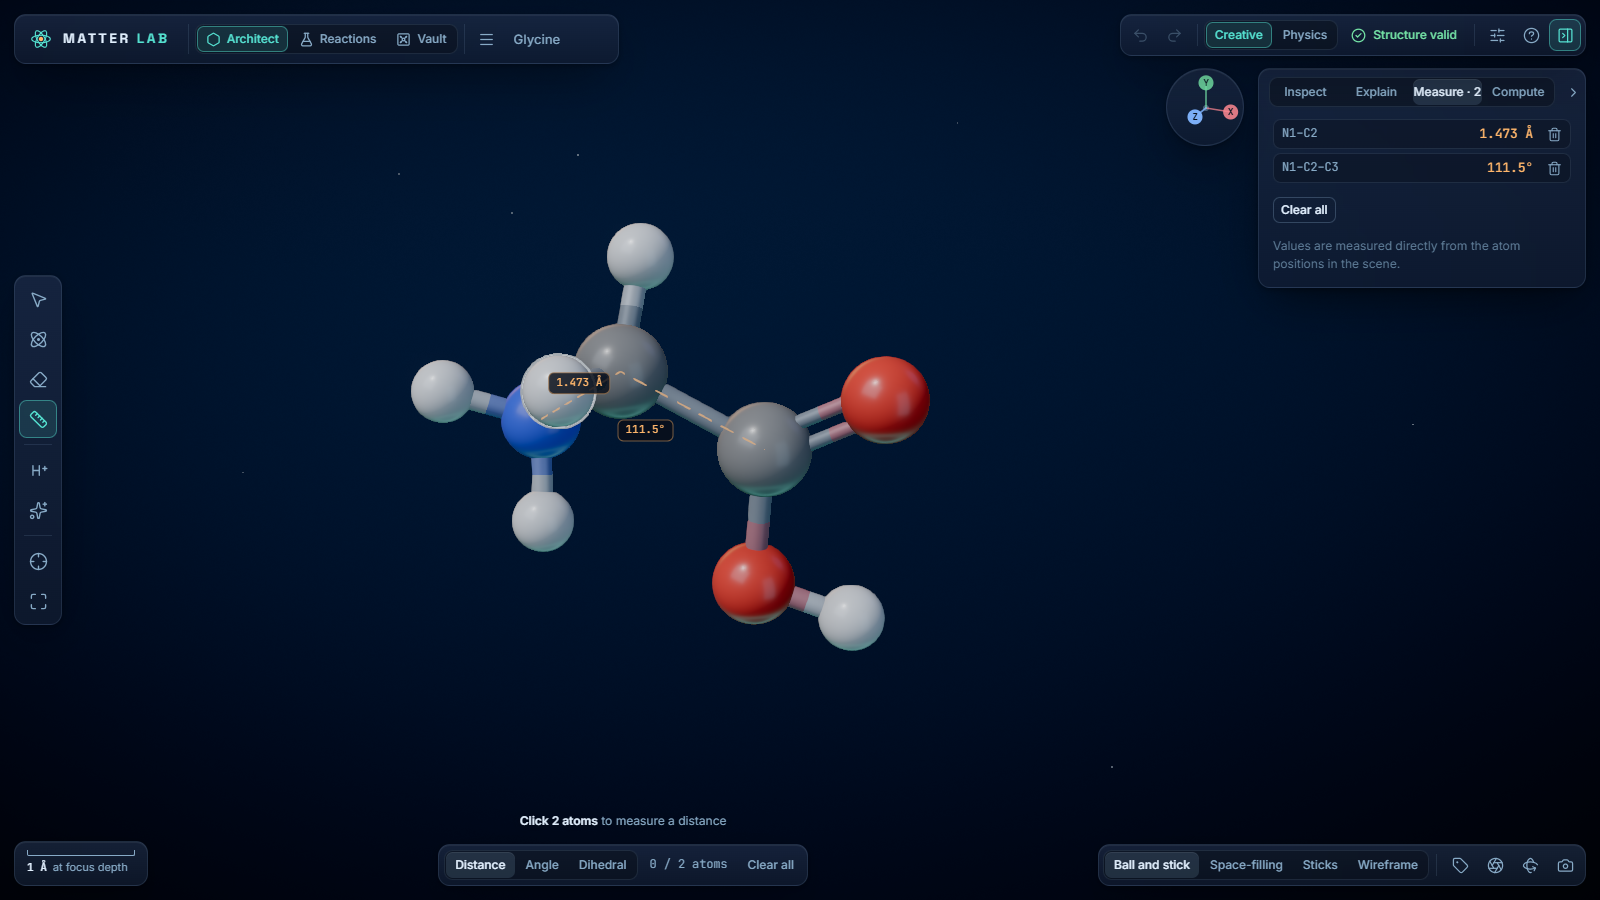 MATTER LAB
Architect
Reactions
Vault
Glycine
Creative
Physics
Structure valid
Y
X
Z
Inspect
Explain
Measure · 2
Compute
N1–C2 1.473 Å
N1–C2–C3 111.5°
Clear all
Values are measured directly from the atom
positions in the scene.
1.473 Å
111.5°
H+
Click 2 atoms to measure a distance
1 Å at focus depth
Distance
Angle
Dihedral
0 / 2 atoms
Clear all
Ball and stick
Space-filling
Sticks
Wireframe